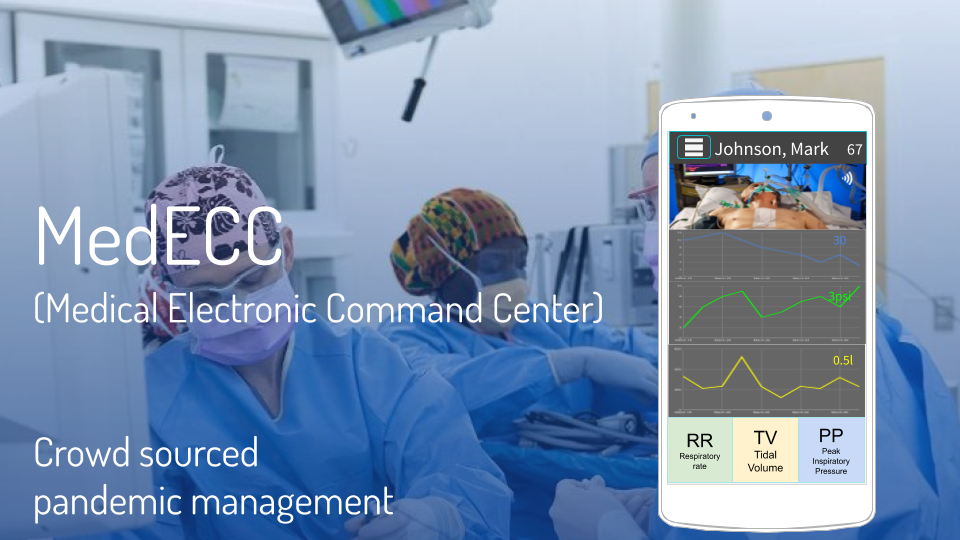 MedECC
(Medical Electronic Command Center)
Crowd sourced
pandemic management
Johnson, Mark 67
30
3psi
0.5l
RR
Respiratory
rate
TV
Tidal
Volume
PP
Peak
Inspiratory
Pressure